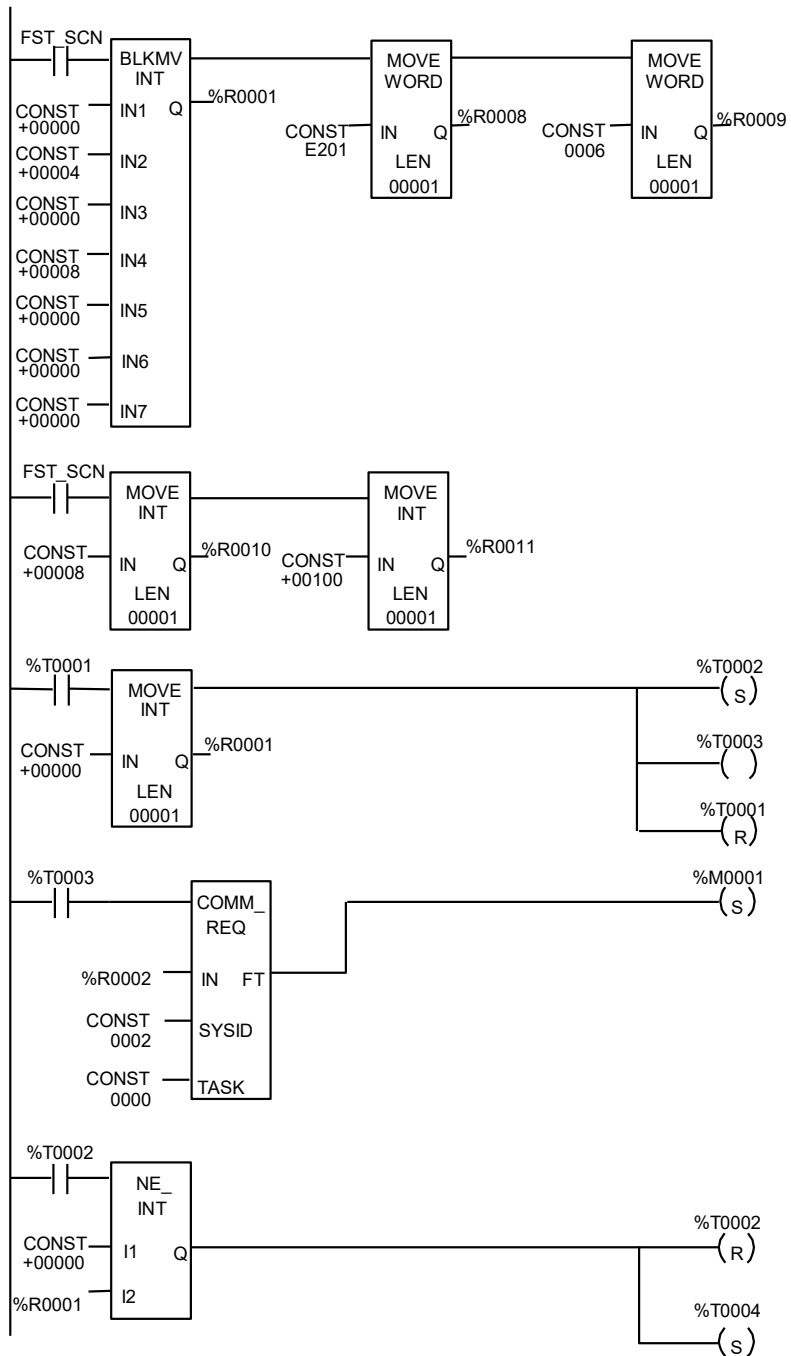 FST_SCN
BLKMV
INT
MOVE
WORD
MOVE
WORD
CONST
+00000
IN1 Q
%R0001
CONST
E201
IN Q
%R0008
LEN
00001
CONST
0006
IN Q
%R0009
LEN
00001
CONST
+00004
IN2
CONST
+00000
IN3
CONST
+00008
IN4
CONST
+00000
IN5
CONST
+00000
IN6
CONST
+00000
IN7
FST_SCN
MOVE
INT
CONST
+00008
IN Q
%R0010
LEN
00001
MOVE
INT
CONST
+00100
IN Q
%R0011
LEN
00001
%T0001
MOVE
INT
CONST
+00000
IN Q
%R0001
LEN
00001
%T0002
S
%T0003
%T0001
R
%T0003
COMM_
REQ
%M0001
S
%R0002
IN FT
CONST
0002
SYSID
CONST
0000
TASK
%T0002
NE_
INT
CONST
+00000
I1 Q
%R0001
I2
%T0002
R
%T0004
S